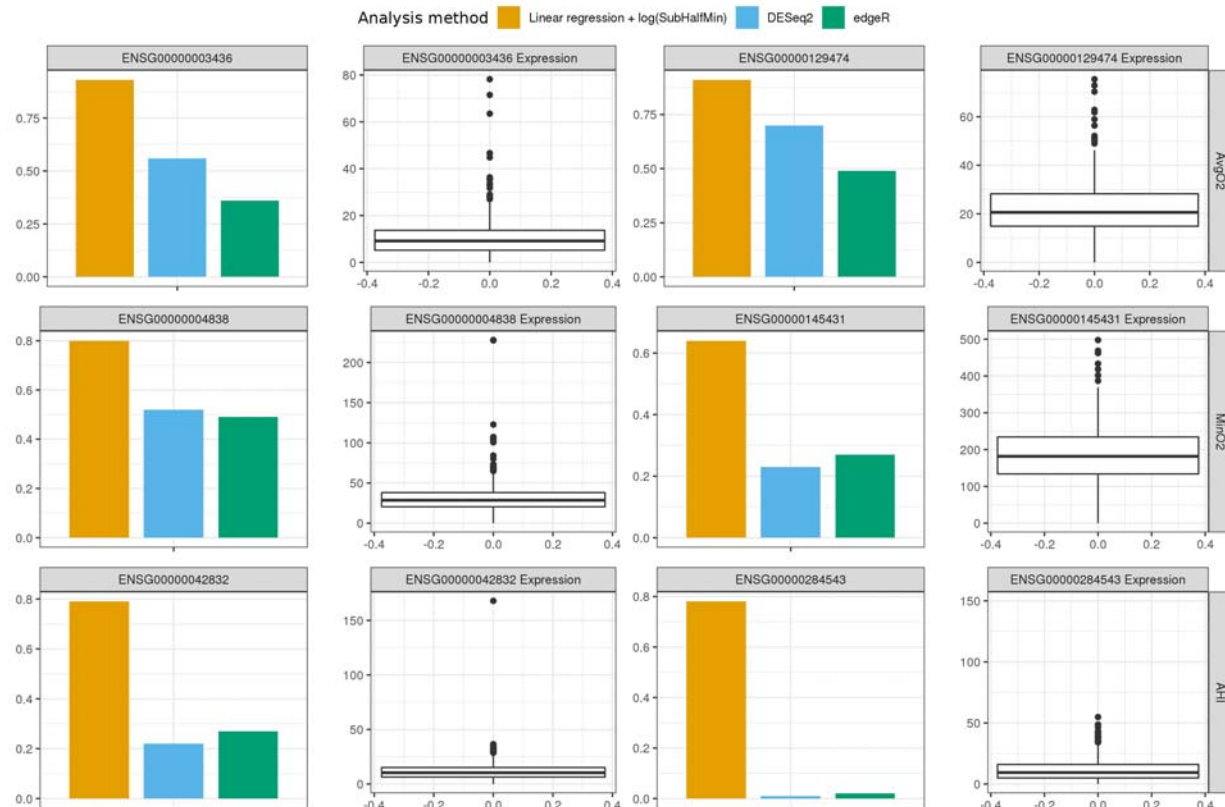 Analysis method Linear regression + log(SubHalfMin) DESeq2 edgeR
ENSG00000003436
0.75
0.50
0.25
0.00
ENSG00000003436 Expression
80
60
40
20
0
-0.4 -0.2 0.0 0.2 0.4
ENSG00000129474
0.75
0.50
0.25
0.00
ENSG00000129474 Expression
60
40
20
0
-0.4 -0.2 0.0 0.2 0.4
AvgO2
ENSG00000004838
0.8
0.6
0.4
0.2
0.0
ENSG00000004838 Expression
200
150
100
50
0
-0.4 -0.2 0.0 0.2 0.4
ENSG00000145431
0.6
0.4
0.2
0.0
ENSG00000145431 Expression
500
400
300
200
100
0
-0.4 -0.2 0.0 0.2 0.4
MinO2
ENSG00000042832
0.8
0.6
0.4
0.2
0.0
ENSG00000042832 Expression
150
100
50
0
-0.4 -0.2 0.0 0.2 0.4
ENSG00000284543
0.8
0.6
0.4
0.2
0.0
ENSG00000284543 Expression
150
100
50
0
-0.4 -0.2 0.0 0.2 0.4
AHI